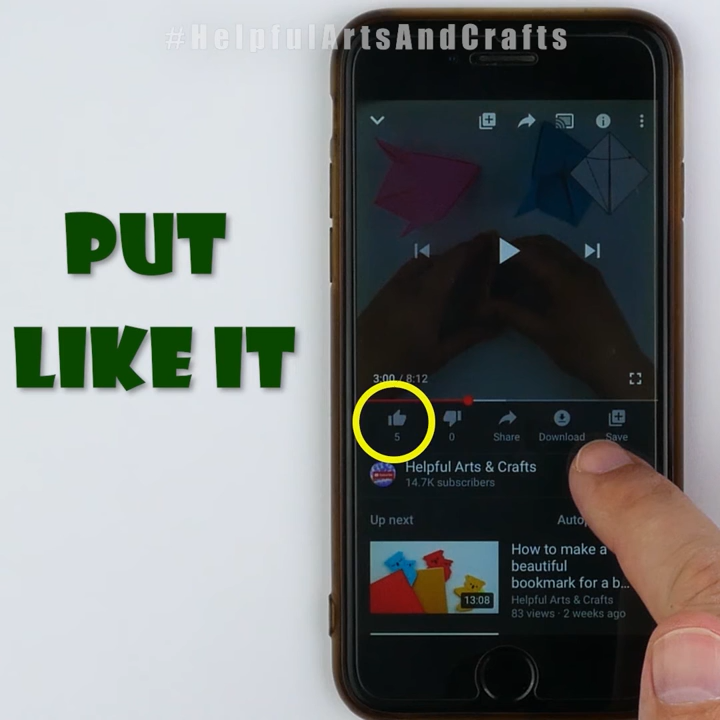 #HelpfulArtsAndCrafts
PUT
LIKE IT
3:00 / 8:12
5
0
Share
Download
Save
Helpful Arts & Crafts
14.7K subscribers
Up next
How to make a
beautiful
bookmark for a b...
13:08
Helpful Arts & Crafts
83 views · 2 weeks ago